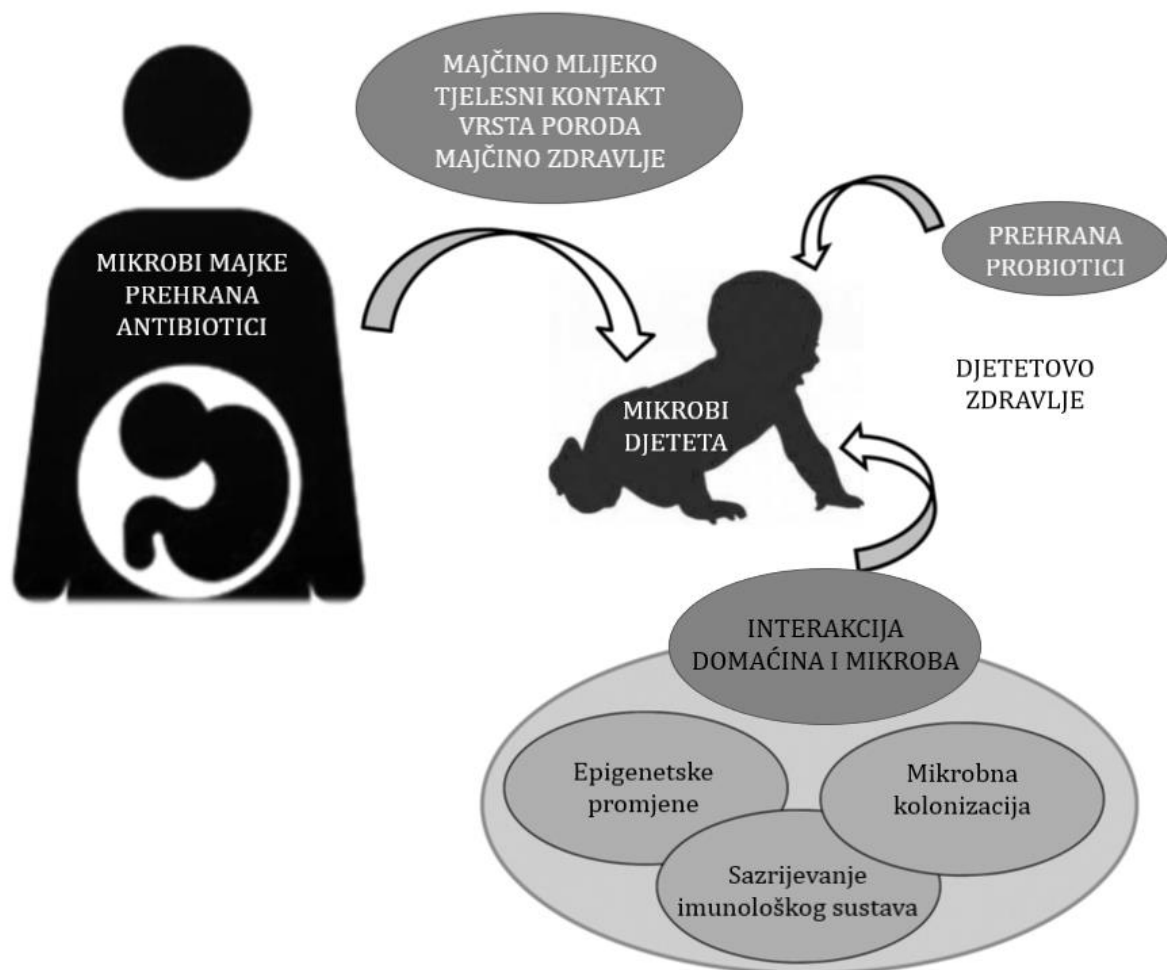 MAJČINO MLIJEKO
TJELESNI KONTAKT
VRSTA PORODA
MAJČINO ZDRAVLJE
MIKROBI MAJKE
PREHRANA
ANTIBIOTICI
PREHRANA
PROBIOTICI
MIKROBI
DJETETA
DJETETOVO
ZDRAVLJE
INTERAKCIJA
DOMAĆINA I MIKROBA
Epigenetske
promjene
Mikrobna
kolonizacija
Sazrijevanje
imunološkog sustava